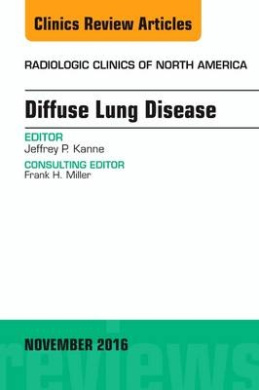 Clinics Review Articles
RADIOLOGIC CLINICS OF NORTH AMERICA
Diffuse Lung Disease
EDITOR
Jeffrey P. Kanne
CONSULTING EDITOR
Frank H. Miller
NOVEMBER 2016
reviews